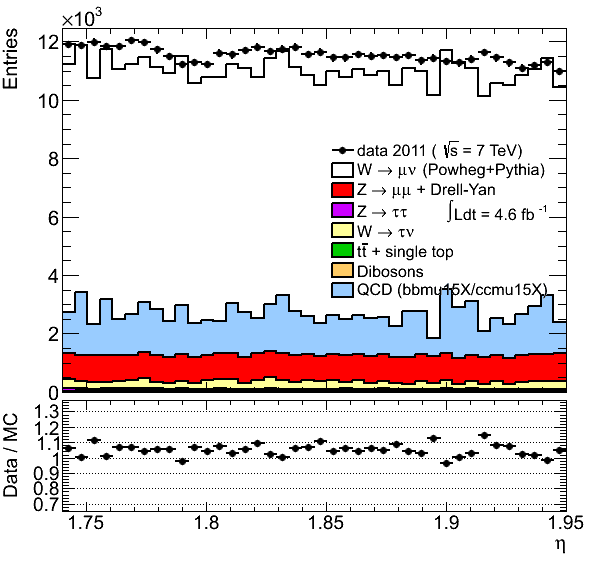 ×10³
Entries
12
10
8
6
4
2
0
data 2011 ( √s = 7 TeV)
W → μν (Powheg+Pythia)
Z → μμ + Drell-Yan
Z → ττ
∫Ldt = 4.6 fb⁻¹
W → τν
tt̄ + single top
Dibosons
QCD (bbmu15X/ccmu15X)
Data / MC
1.3
1.2
1.1
1
0.9
0.8
0.7
1.75
1.8
1.85
1.9
1.95
η